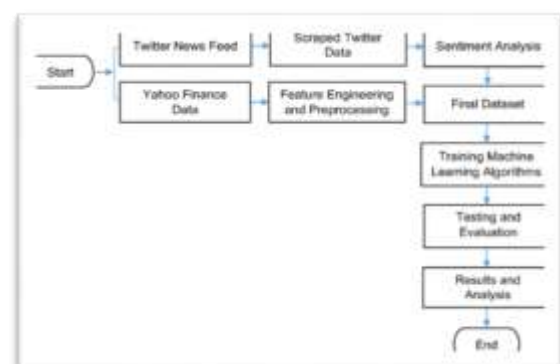 Start
Twitter News Feed
Scraped Twitter
Data
Sentiment Analysis
Yahoo Finance
Data
Feature Engineering
and Preprocessing
Final Dataset
Training Machine
Learning Algorithms
Testing and
Evaluation
Results and
Analysis
End